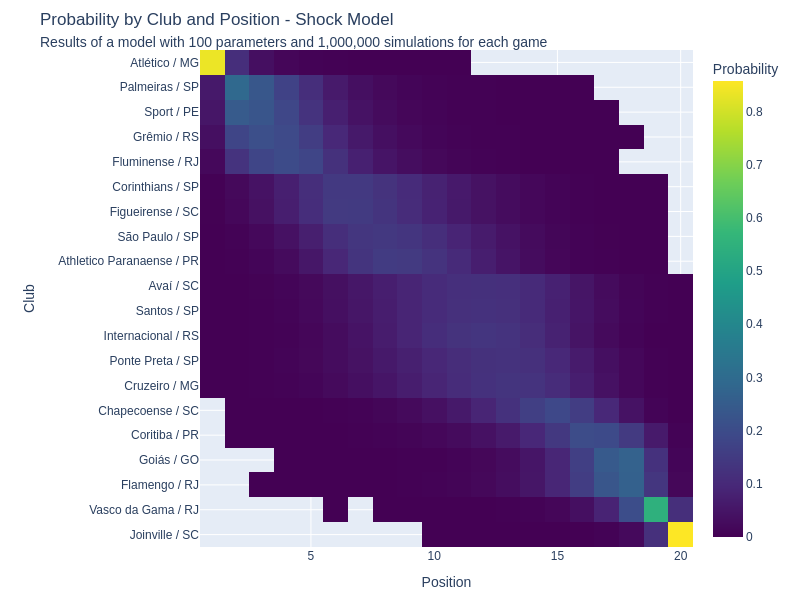 Probability by Club and Position - Shock Model
Results of a model with 100 parameters and 1,000,000 simulations for each game
Probability
Atlético / MG
Palmeiras / SP
Sport / PE
Grêmio / RS
Fluminense / RJ
Corinthians / SP
Figueirense / SC
São Paulo / SP
Athletico Paranaense / PR
Avaí / SC
Santos / SP
Internacional / RS
Ponte Preta / SP
Cruzeiro / MG
Chapecoense / SC
Coritiba / PR
Goiás / GO
Flamengo / RJ
Vasco da Gama / RJ
Joinville / SC
Club
5
10
15
20
Position
0.8
0.7
0.6
0.5
0.4
0.3
0.2
0.1
0